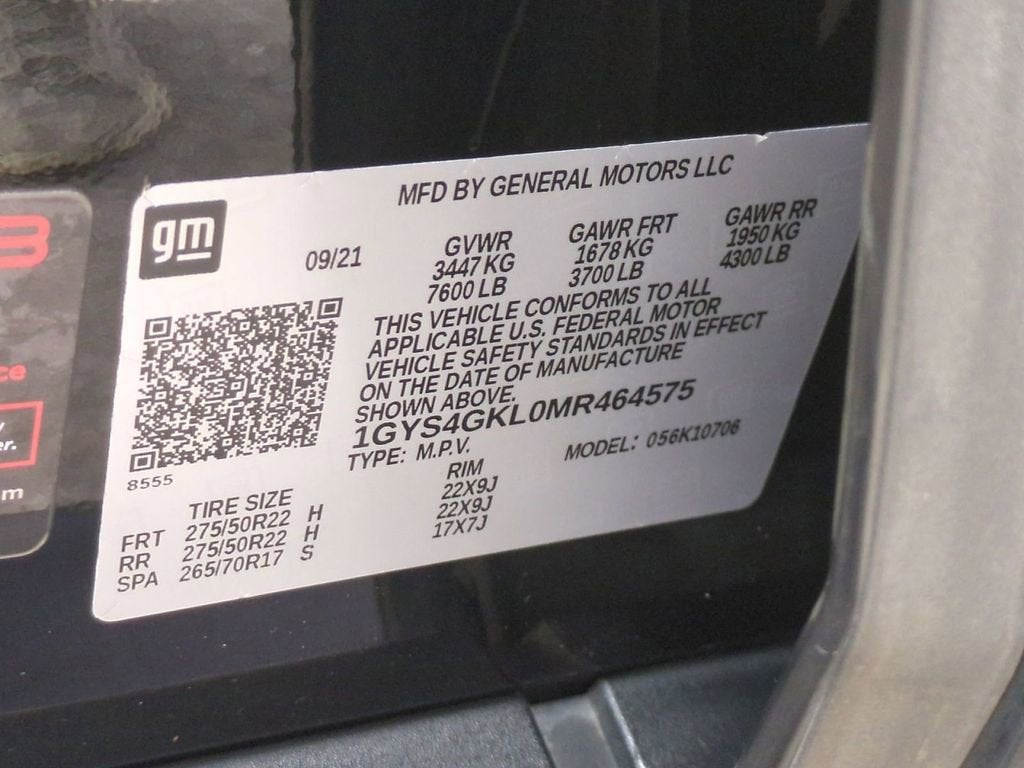 MFD BY GENERAL MOTORS LLC
gm
09/21
GVWR
3447 KG
7600 LB
GAWR FRT
1678 KG
3700 LB
GAWR RR
1950 KG
4300 LB
THIS VEHICLE CONFORMS TO ALL
APPLICABLE U.S. FEDERAL MOTOR
VEHICLE SAFETY STANDARDS IN EFFECT
ON THE DATE OF MANUFACTURE
SHOWN ABOVE.
1GYS4GKL0MR464575
TYPE: M.P.V.
MODEL: 056K10706
8555
TIRE SIZE RIM
FRT 275/50R22 H 22X9J
RR 275/50R22 H 22X9J
SPA 265/70R17 S 17X7J